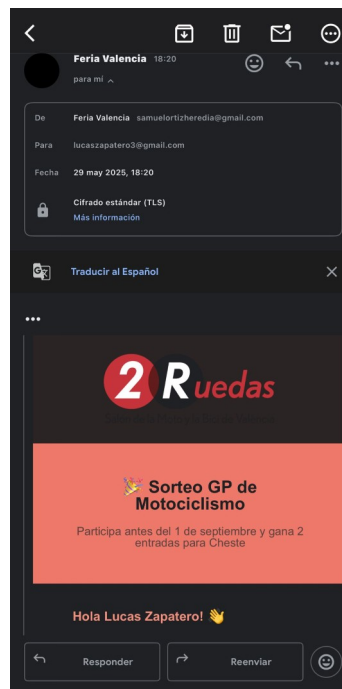 Feria Valencia 18:20
para mí
De Feria Valencia samuelortizheredia@gmail.com
Para lucaszapatero3@gmail.com
Fecha 29 may 2025, 18:20
Cifrado estándar (TLS)
Más información
Traducir al Español
2 Ruedas
🎉 Sorteo GP de
Motociclismo
Participa antes del 1 de septiembre y gana 2
entradas para Cheste
Hola Lucas Zapatero! 👋
Responder
Reenviar